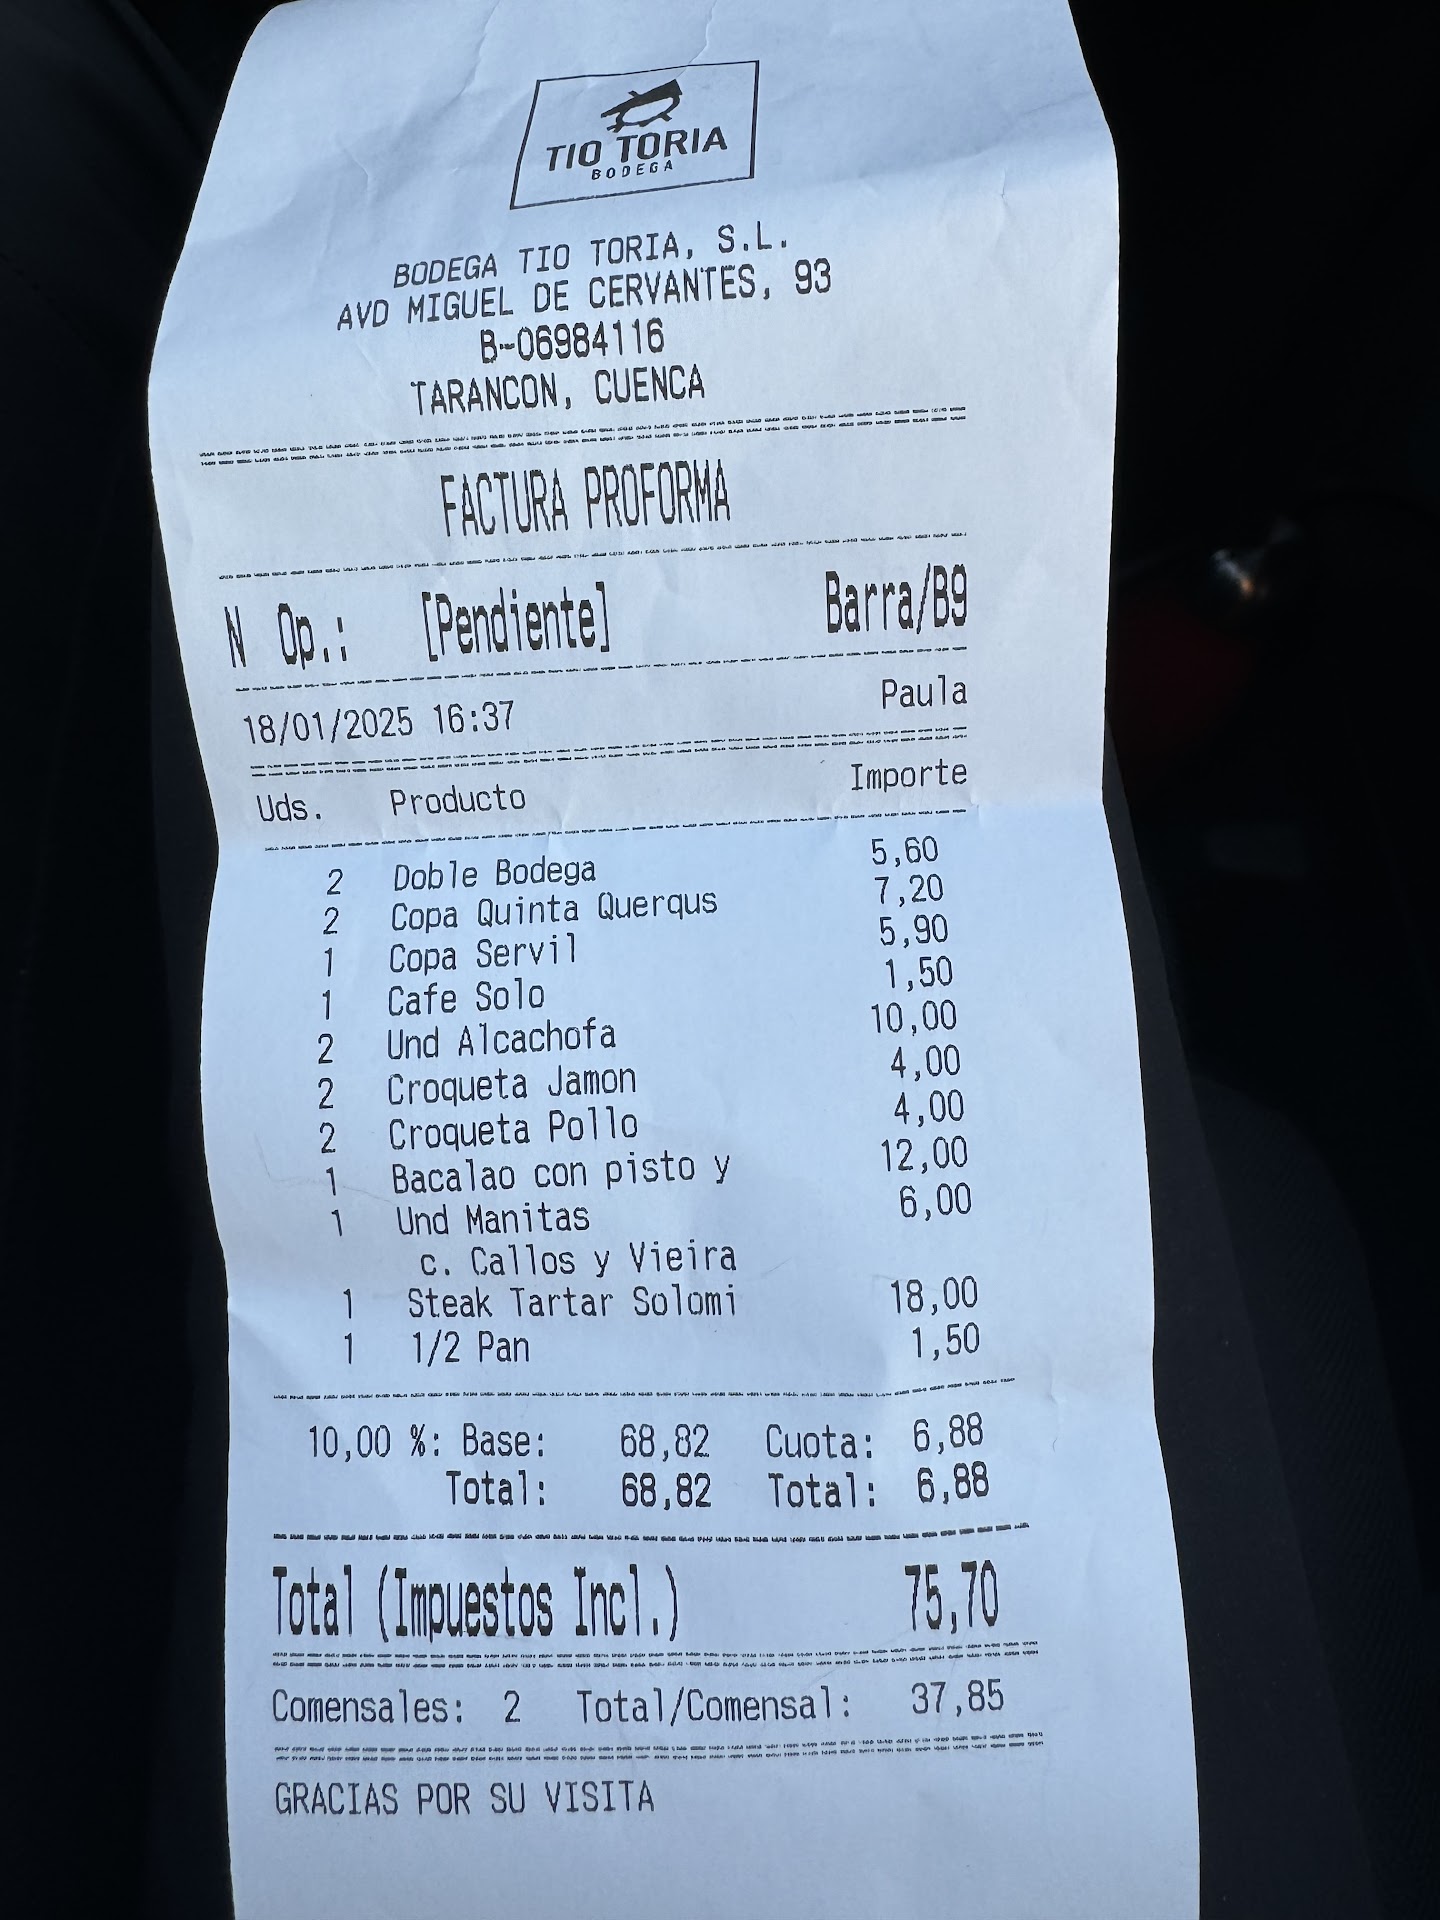 TIO TORIA
BODEGA
BODEGA TIO TORIA, S.L.
AVD MIGUEL DE CERVANTES, 93
B-06984116
TARANCON, CUENCA
FACTURA PROFORMA
N Op.: [Pendiente] Barra/B9
18/01/2025 16:37 Paula
Uds. Producto Importe
2 Doble Bodega 5,60
2 Copa Quinta Querqus 7,20
1 Copa Servil 5,90
1 Cafe Solo 1,50
2 Und Alcachofa 10,00
2 Croqueta Jamon 4,00
2 Croqueta Pollo 4,00
1 Bacalao con pisto y 12,00
1 Und Manitas 6,00
c. Callos y Vieira
1 Steak Tartar Solomi 18,00
1 1/2 Pan 1,50
10,00 %: Base: 68,82 Cuota: 6,88
Total: 68,82 Total: 6,88
Total (Impuestos Incl.) 75,70
Comensales: 2 Total/Comensal: 37,85
GRACIAS POR SU VISITA